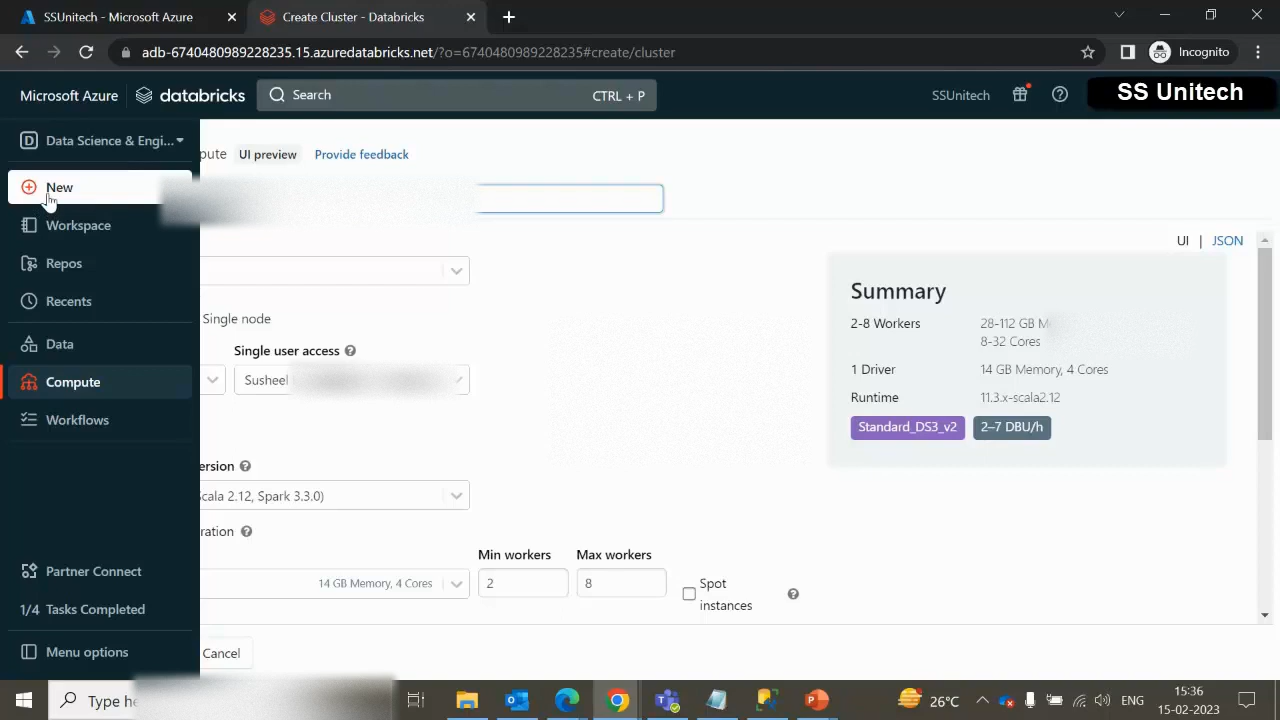 SSUnitech - Microsoft Azure
Create Cluster - Databricks
adb-6740480989228235.15.azuredatabricks.net/?o=6740480989228235#create/cluster
Incognito
Microsoft Azure
databricks
Search
CTRL + P
SSUnitech
SS Unitech
D
Data Science & Engi...
pute
UI preview
Provide feedback
New
Workspace
UI | JSON
Repos
Summary
Recents
Single node
2-8 Workers
28-112 GB M
8-32 Cores
Data
Single user access
1 Driver
14 GB Memory, 4 Cores
Compute
Susheel
Runtime
11.3.x-scala2.12
Workflows
Standard_DS3_v2
2–7 DBU/h
ersion
cala 2.12, Spark 3.3.0)
ration
Min workers
Max workers
Partner Connect
14 GB Memory, 4 Cores
2
8
Spot
instances
1/4 Tasks Completed
Menu options
Cancel
Type he
26°C
ENG
15:36
15-02-2023